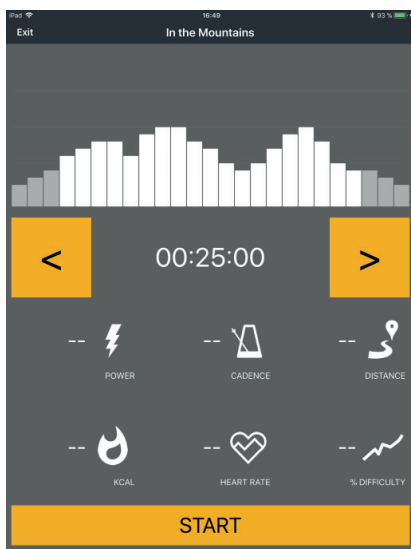 iPad 16:49 93 %
Exit In the Mountains
< 00:25:00 >
-- -- --
POWER CADENCE DISTANCE
-- -- --
KCAL HEART RATE % DIFFICULTY
START